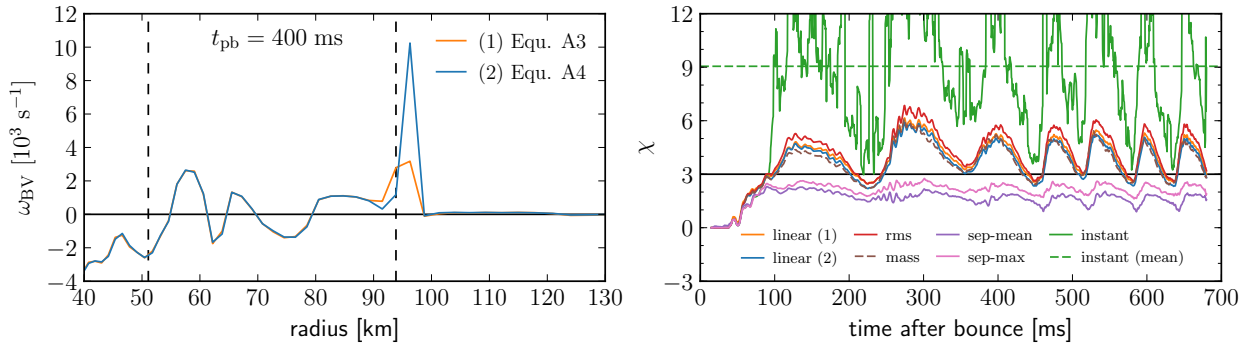 12
10
8
6
4
2
0
−2
−4
ω_BV [10³ s⁻¹]
t_pb = 400 ms
(1) Equ. A3
(2) Equ. A4
40 50 60 70 80 90 100 110 120 130
radius [km]
12
9
6
3
0
−3
χ
linear (1) rms sep-mean instant
linear (2) mass sep-max instant (mean)
0 100 200 300 400 500 600 700
time after bounce [ms]